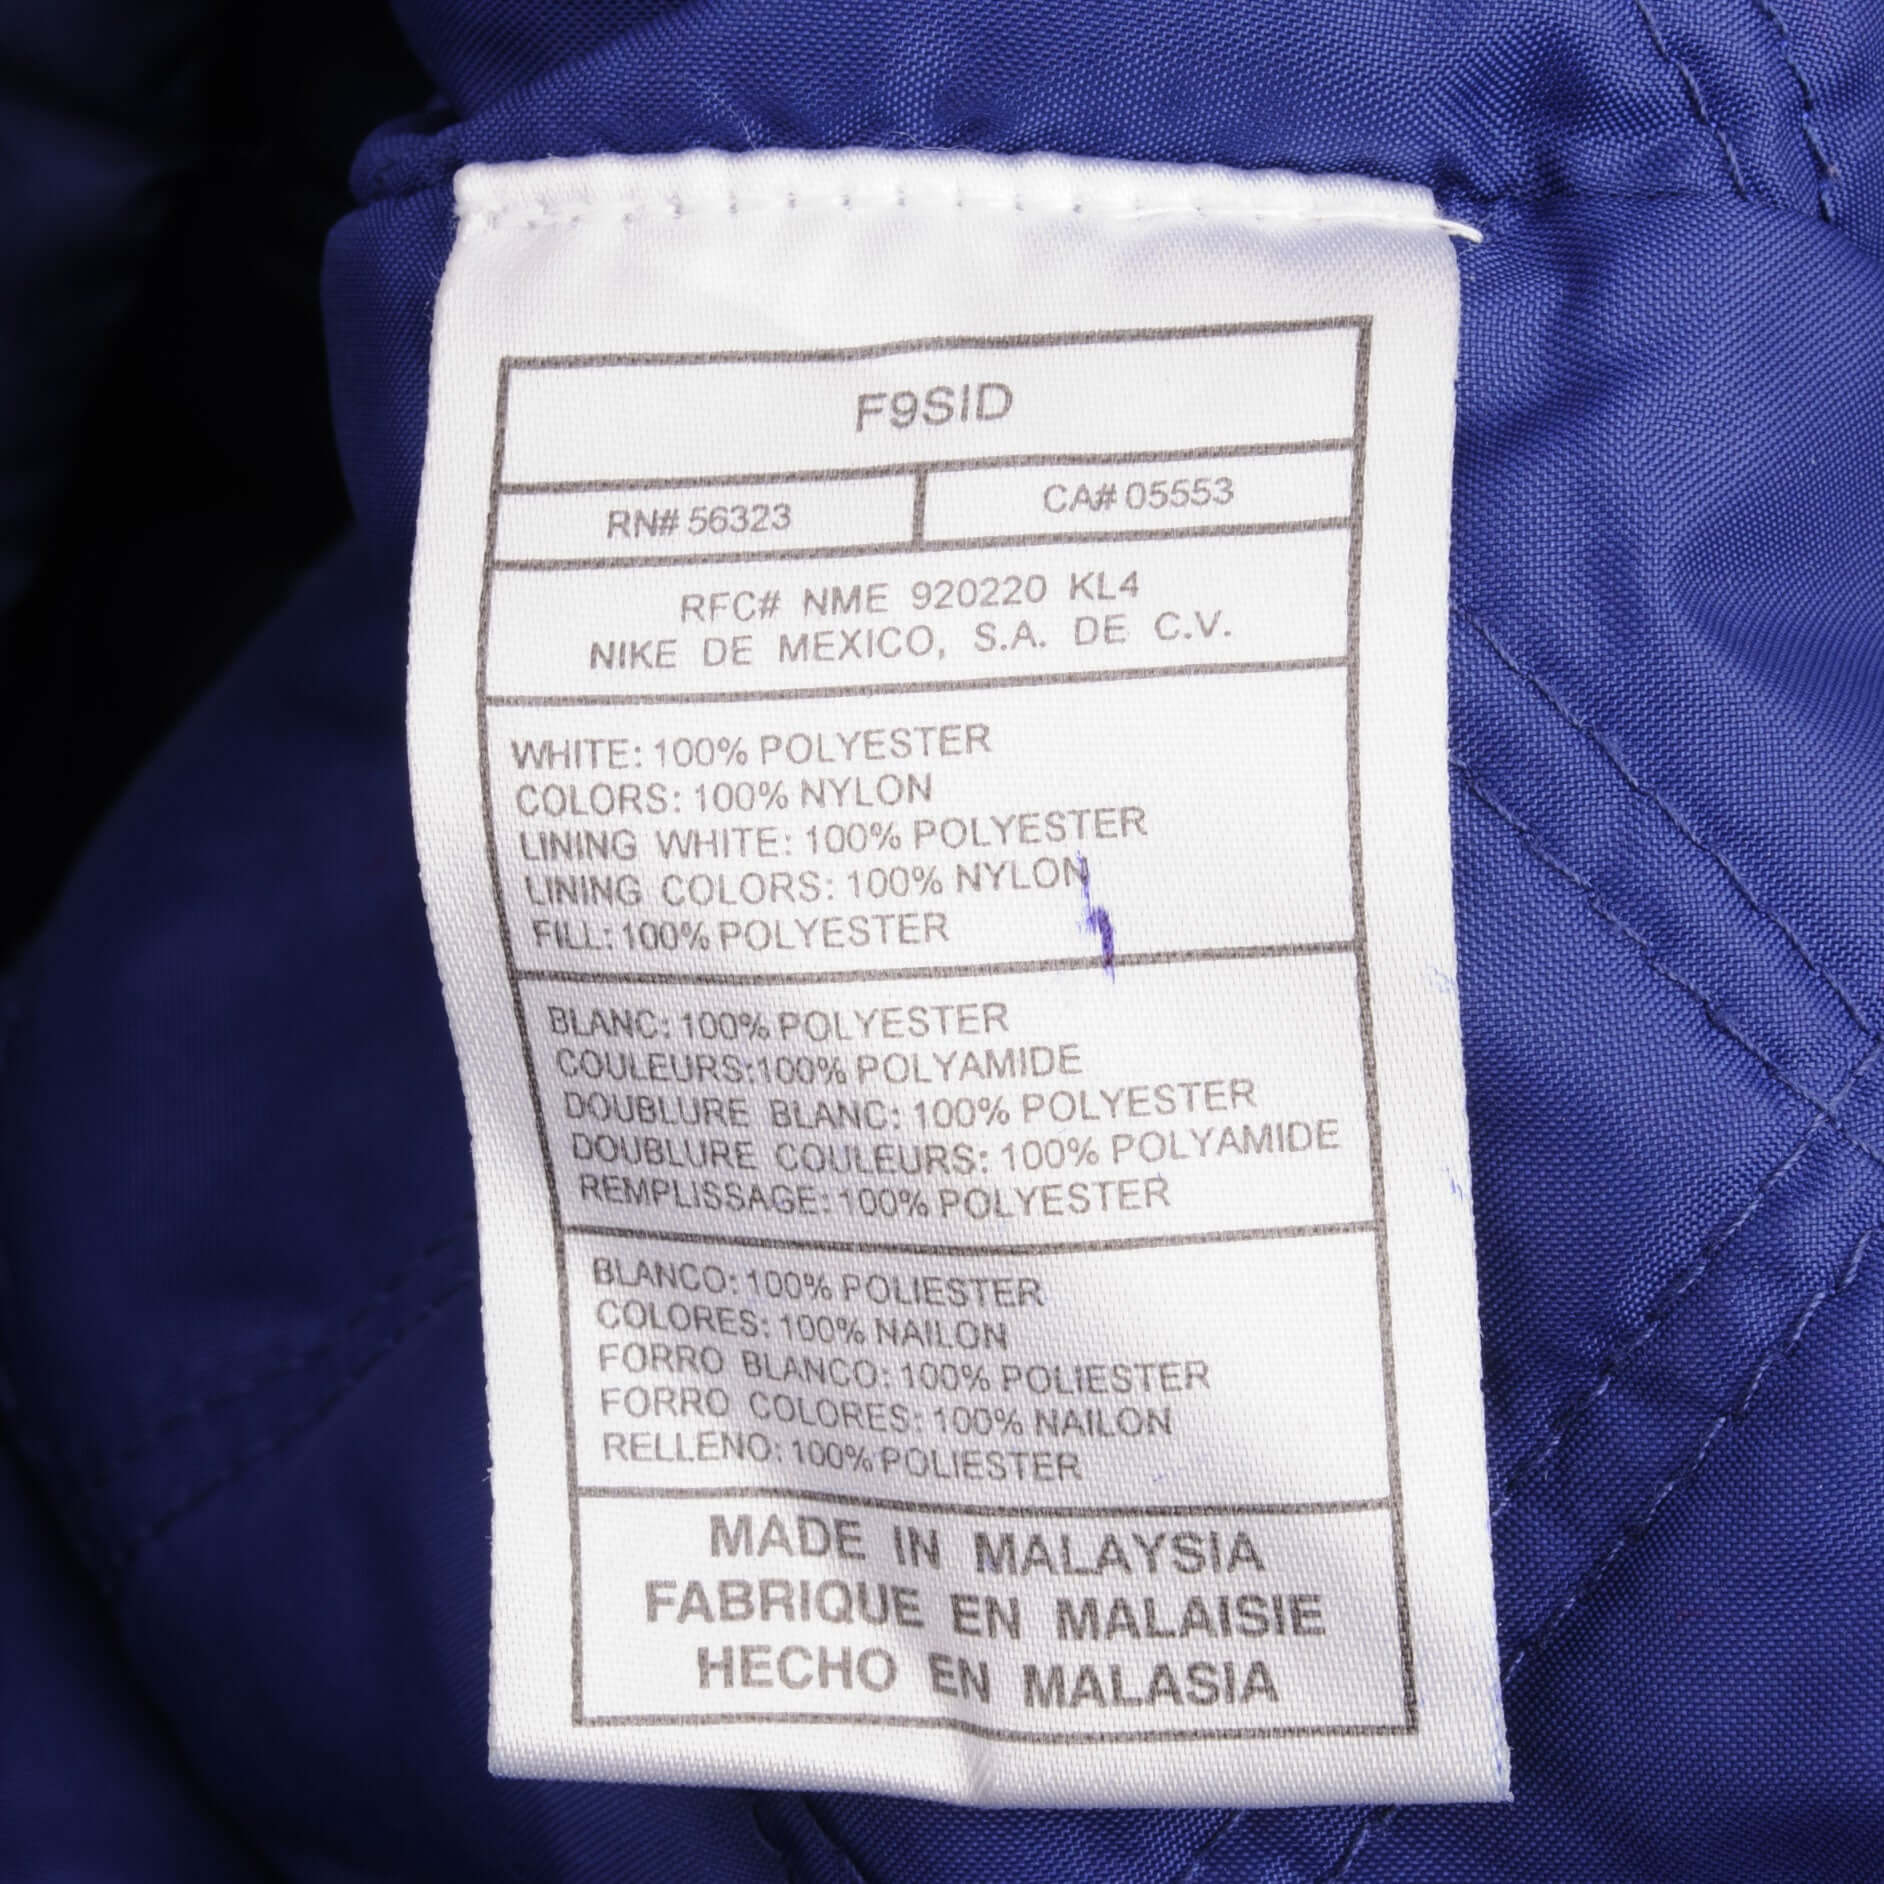 F9SID
RN# 56323 CA# 05553
RFC# NME 920220 KL4
NIKE DE MEXICO, S.A. DE C.V.
WHITE: 100% POLYESTER
COLORS: 100% NYLON
LINING WHITE: 100% POLYESTER
LINING COLORS: 100% NYLON
FILL: 100% POLYESTER
BLANC: 100% POLYESTER
COULEURS:100% POLYAMIDE
DOUBLURE BLANC: 100% POLYESTER
DOUBLURE COULEURS: 100% POLYAMIDE
REMPLISSAGE: 100% POLYESTER
BLANCO: 100% POLIESTER
COLORES: 100% NAILON
FORRO BLANCO: 100% POLIESTER
FORRO COLORES: 100% NAILON
RELLENO: 100% POLIESTER
MADE IN MALAYSIA
FABRIQUE EN MALAISIE
HECHO EN MALASIA